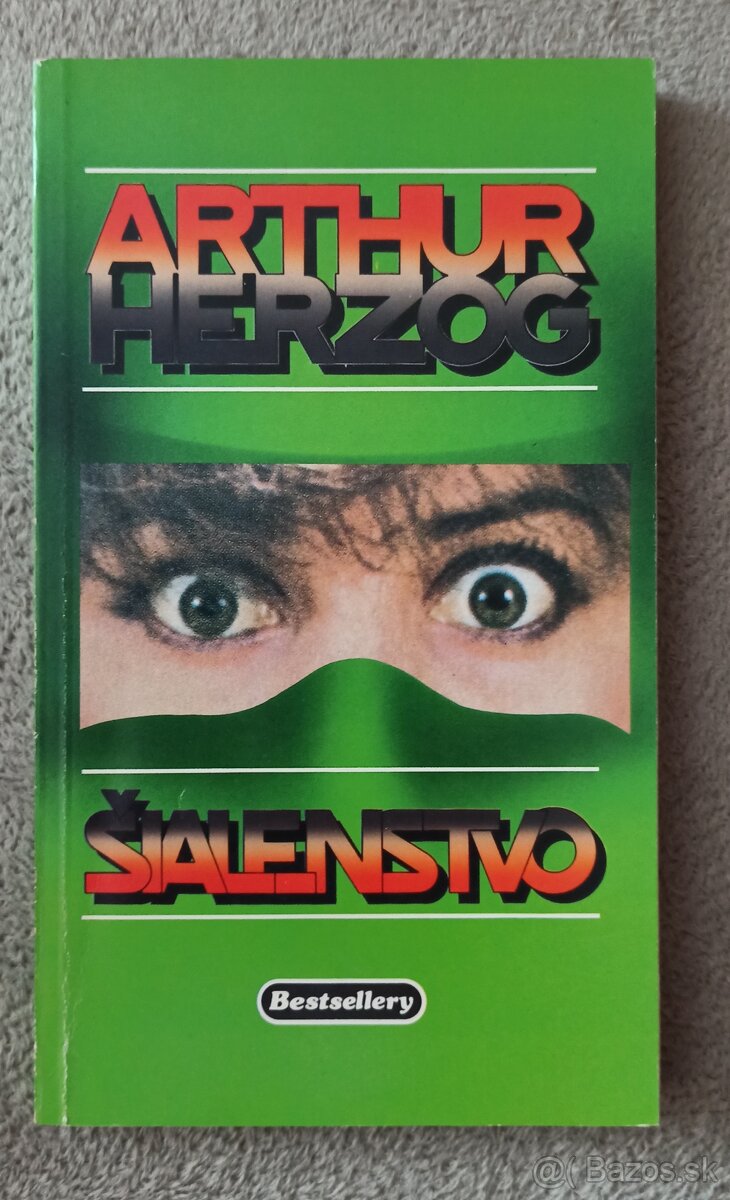 ARTHUR
HERZOG
ŠIALENSTVO
Bestsellery
@( Bazos.sk